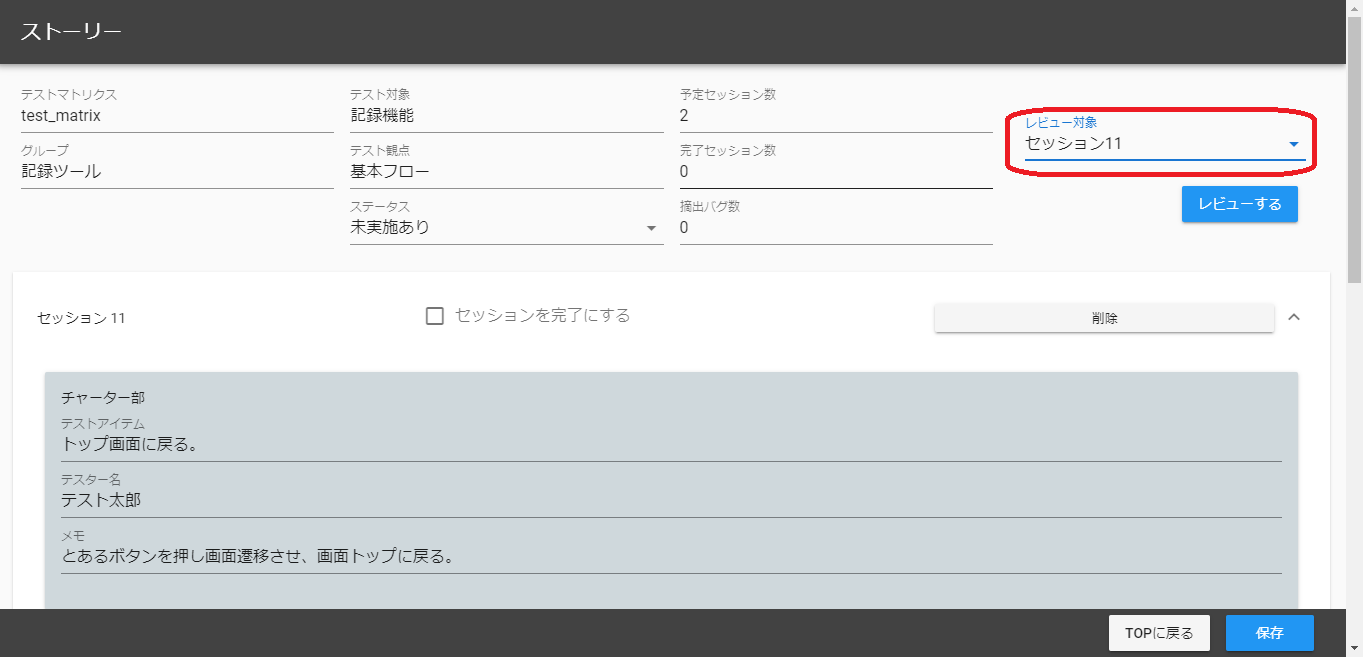 ストーリー
テストマトリクス
test_matrix
グループ
記録ツール
テスト対象
記録機能
テスト観点
基本フロー
ステータス
未実施あり
予定セッション数
2
完了セッション数
0
摘出バグ数
0
レビュー対象
セッション11
レビューする
セッション 11
セッションを完了にする
削除
チャーター部
テストアイテム
トップ画面に戻る。
テスター名
テスト太郎
メモ
とあるボタンを押し画面遷移させ、画面トップに戻る。
TOPに戻る
保存